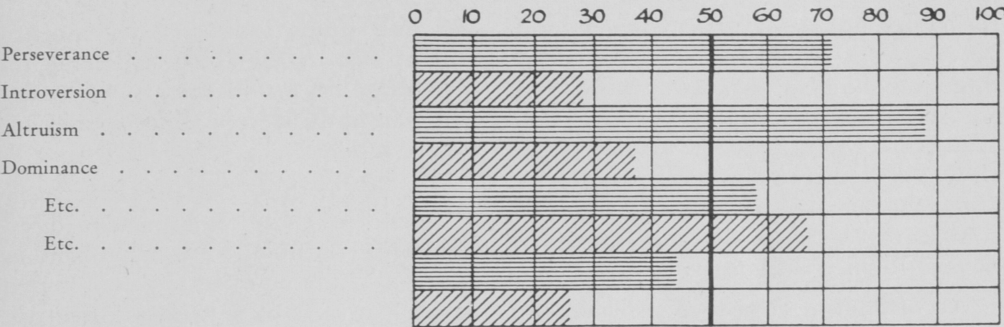 0 10 20 30 40 50 60 70 80 90 100
Perseverance . . . . . . . . . .
Introversion . . . . . . . . . .
Altruism . . . . . . . . . . .
Dominance . . . . . . . . . .
Etc. . . . . . . . . . . .
Etc. . . . . . . . . . . .